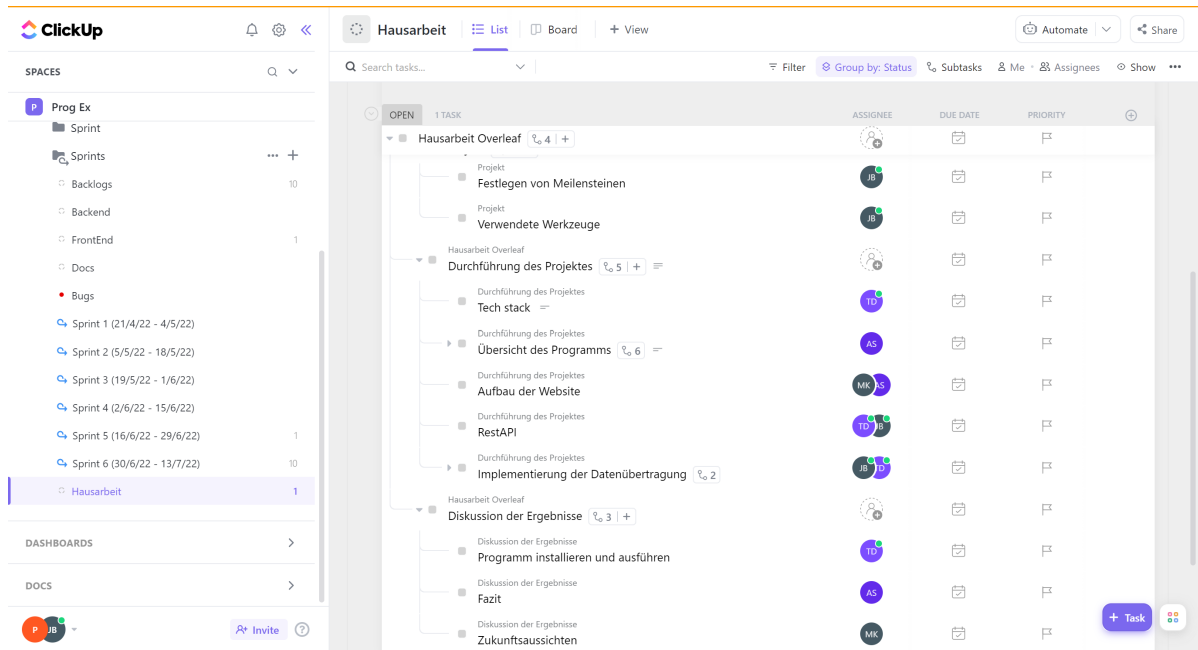 ClickUp
SPACES
P Prog Ex
Sprint
Sprints
Backlogs 10
Backend
FrontEnd 1
Docs
Bugs
Sprint 1 (21/4/22 - 4/5/22)
Sprint 2 (5/5/22 - 18/5/22)
Sprint 3 (19/5/22 - 1/6/22)
Sprint 4 (2/6/22 - 15/6/22)
Sprint 5 (16/6/22 - 29/6/22) 1
Sprint 6 (30/6/22 - 13/7/22) 10
Hausarbeit 1
DASHBOARDS
DOCS
P JB Invite ?
Hausarbeit List Board + View Automate Share
Search tasks... Filter Group by: Status Subtasks Me Assignees Show
OPEN 1 TASK ASSIGNEE DUE DATE PRIORITY
Hausarbeit Overleaf 4 +
Projekt
Festlegen von Meilensteinen JB
Projekt
Verwendete Werkzeuge JB
Hausarbeit Overleaf
Durchführung des Projektes 5 +
Durchführung des Projektes
Tech stack TD
Durchführung des Projektes
Übersicht des Programms 6 AS
Durchführung des Projektes
Aufbau der Website MK AS
Durchführung des Projektes
RestAPI TD JB
Durchführung des Projektes
Implementierung der Datenübertragung 2 JB TD
Hausarbeit Overleaf
Diskussion der Ergebnisse 3 +
Diskussion der Ergebnisse
Programm installieren und ausführen TD
Diskussion der Ergebnisse
Fazit AS
Diskussion der Ergebnisse
Zukunftsaussichten MK
+ Task